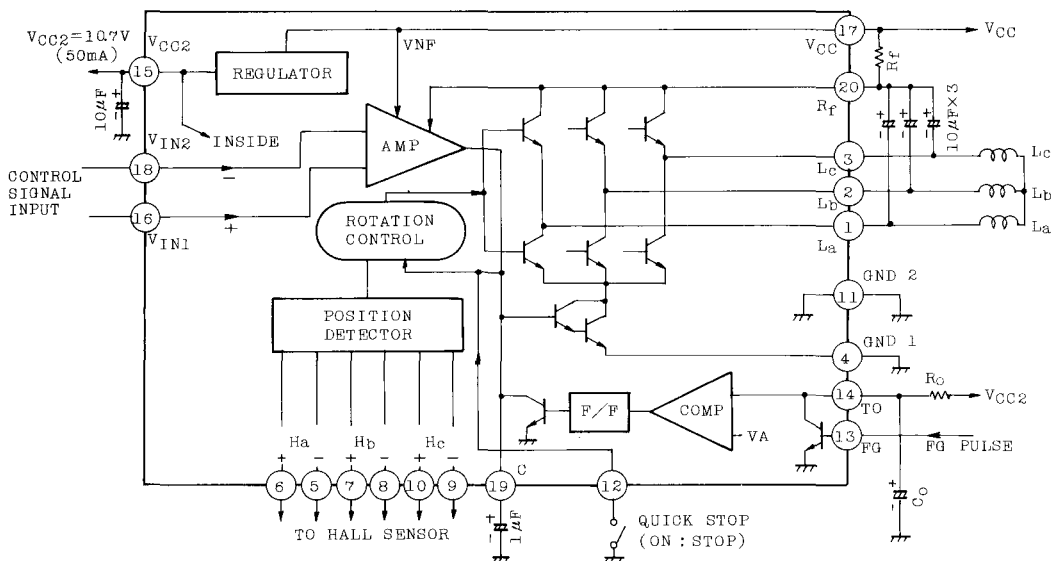 VCC2=10.7V
(50mA)
VCC2
15
10μF
REGULATOR
VNF
17
VCC
VCC
Rf
20
Rf
10μF×3
VIN2
INSIDE
AMP
18
CONTROL
SIGNAL
INPUT
16
VIN1
−
+
ROTATION
CONTROL
3
Lc
Lc
2
Lb
Lb
1
La
La
POSITION
DETECTOR
GND 2
11
GND 1
4
F/F
COMP
VA
14
TO
Ro
VCC2
13
FG
FG PULSE
Co
Ha
Hb
Hc
+ − + − + −
6
5
7
8
10
9
C
19
12
TO HALL SENSOR
1μF
QUICK STOP
(ON:STOP)